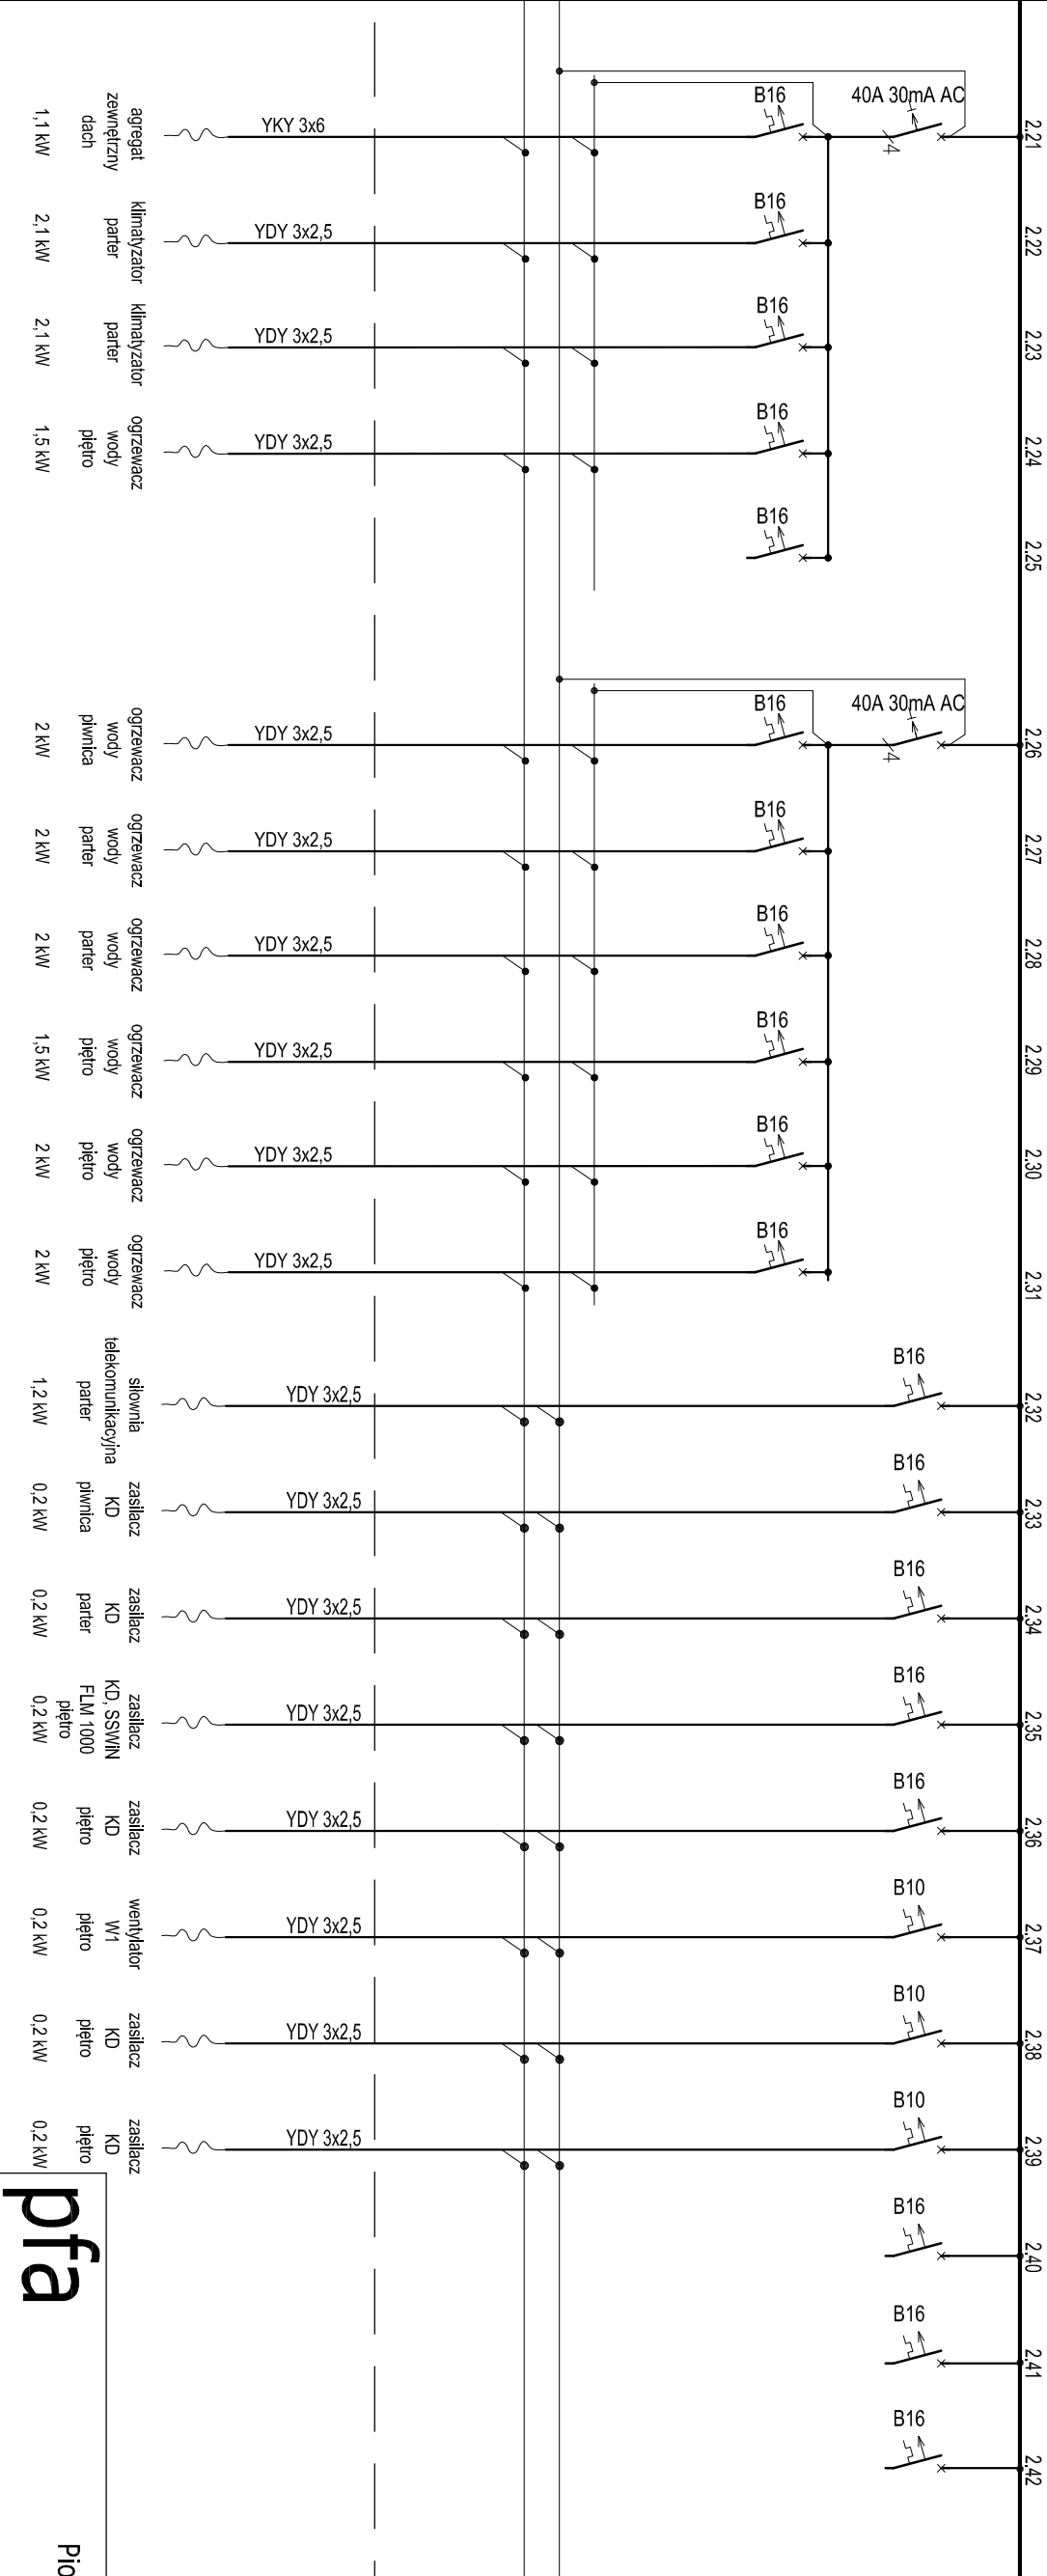 2.21
40A 30mA AC
4
B16
YKY 3x6
agregat
zewnętrzny
dach
1,1 kW
2.22
B16
YDY 3x2,5
klimatyzator
parter
2,1 kW
2.23
B16
YDY 3x2,5
klimatyzator
parter
2,1 kW
2.24
B16
YDY 3x2,5
ogrzewacz
wody
piętro
1,5 kW
2.25
B16
2.26
40A 30mA AC
4
B16
YDY 3x2,5
ogrzewacz
wody
piwnica
2 kW
2.27
B16
YDY 3x2,5
ogrzewacz
wody
parter
2 kW
2.28
B16
YDY 3x2,5
ogrzewacz
wody
parter
2 kW
2.29
B16
YDY 3x2,5
ogrzewacz
wody
piętro
1,5 kW
2.30
B16
YDY 3x2,5
ogrzewacz
wody
piętro
2 kW
2.31
B16
YDY 3x2,5
ogrzewacz
wody
piętro
2 kW
2.32
B16
YDY 3x2,5
siłownia
telekomunikacyjna
parter
1,2 kW
2.33
B16
YDY 3x2,5
zasilacz
KD
piwnica
0,2 kW
2.34
B16
YDY 3x2,5
zasilacz
KD
parter
0,2 kW
2.35
B16
YDY 3x2,5
zasilacz
KD, SSWiN
FLM 1000
piętro
0,2 kW
2.36
B16
YDY 3x2,5
zasilacz
KD
piętro
0,2 kW
2.37
B10
YDY 3x2,5
wentylator
W1
piętro
0,2 kW
2.38
B10
YDY 3x2,5
zasilacz
KD
piętro
0,2 kW
2.39
B10
YDY 3x2,5
zasilacz
KD
piętro
0,2 kW
2.40
B16
2.41
B16
2.42
B16
pfa
Pio